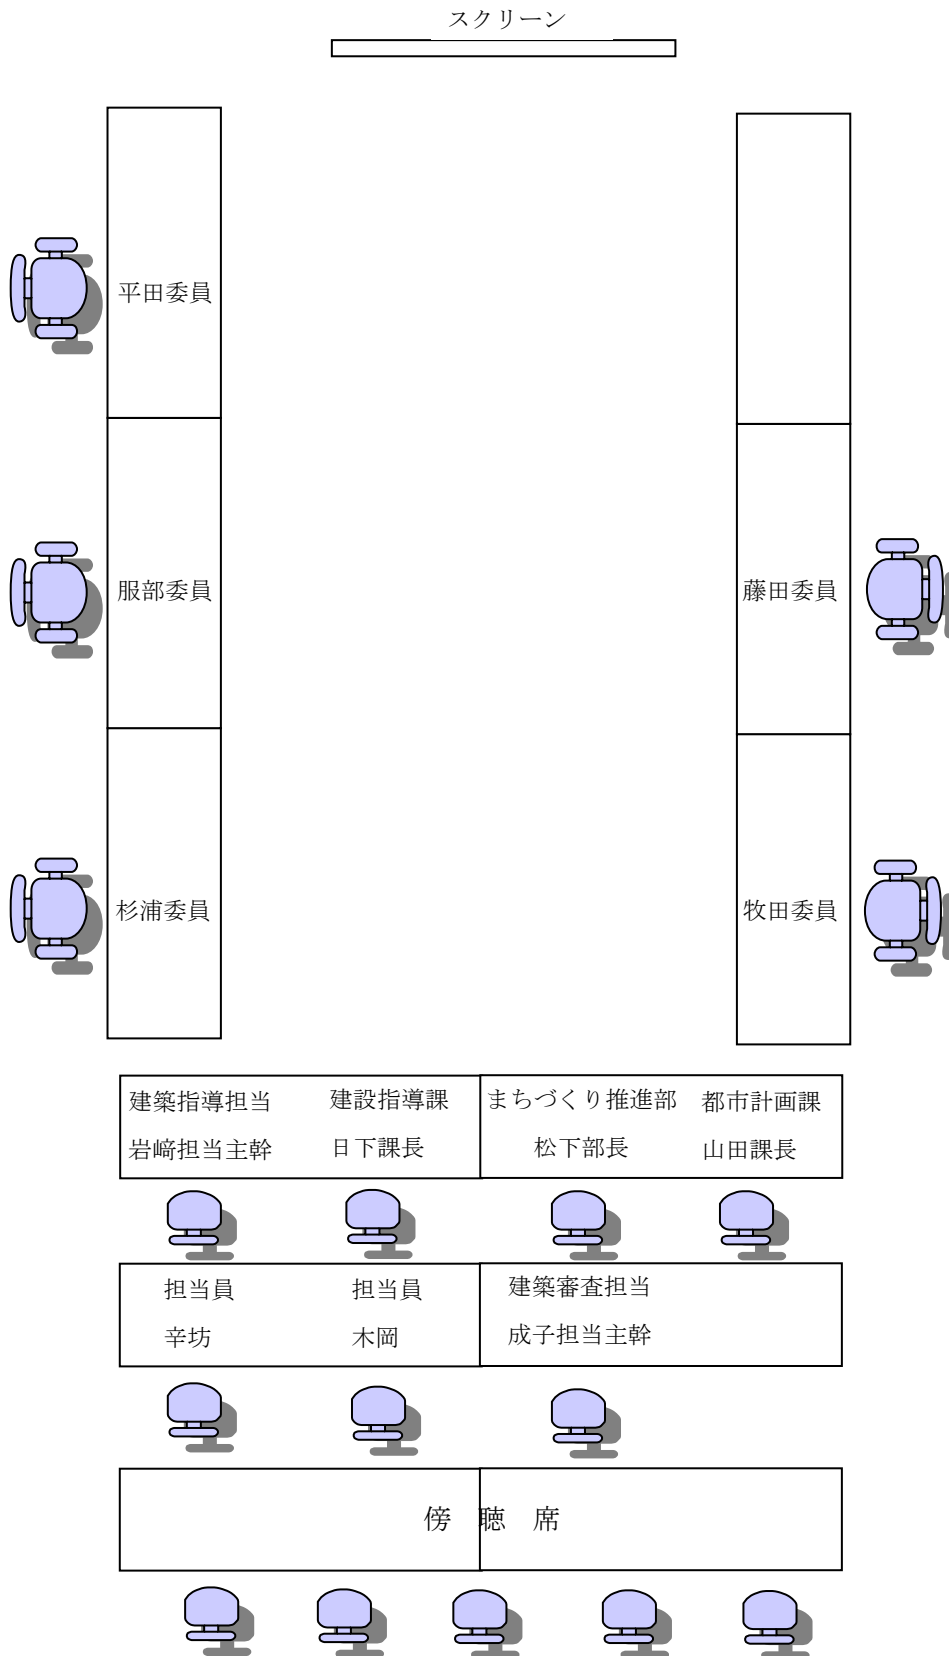 スクリーン
平田委員
服部委員
藤田委員
杉浦委員
牧田委員
建築指導担当 建設指導課 まちづくり推進部 都市計画課
岩﨑担当主幹 日下課長 松下部長 山田課長
担当員 担当員 建築審査担当
辛坊 木岡 成子担当主幹
傍 聴 席